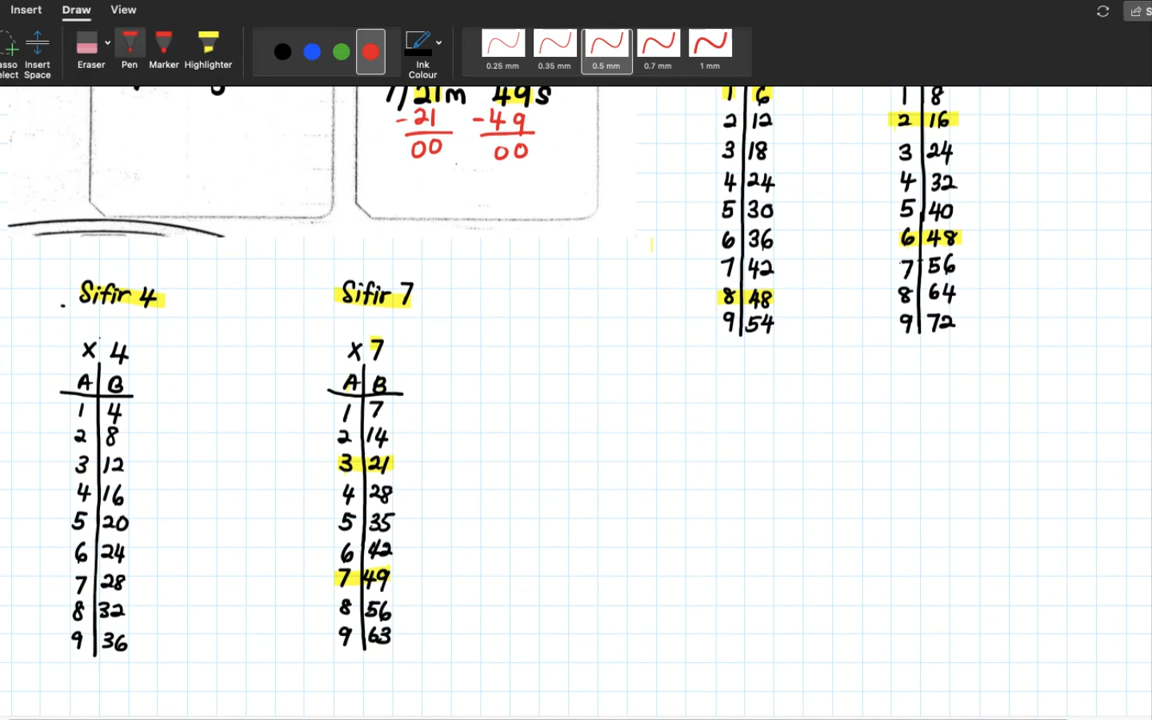 Insert Draw View
S
asso
elect
Insert
Space
Eraser
Pen
Marker
Highlighter
Ink
Colour
0.25 mm
0.35 mm
0.5 mm
0.7 mm
1 mm
7)21m 49s
-21 -49
00 00
1 6
2 12
3 18
4 24
5 30
6 36
7 42
8 48
9 54
1 8
2 16
3 24
4 32
5 40
6 48
7 56
8 64
9 72
Sifir 4
× 4
A B
1 4
2 8
3 12
4 16
5 20
6 24
7 28
8 32
9 36
Sifir 7
× 7
A B
1 7
2 14
3 21
4 28
5 35
6 42
7 49
8 56
9 63